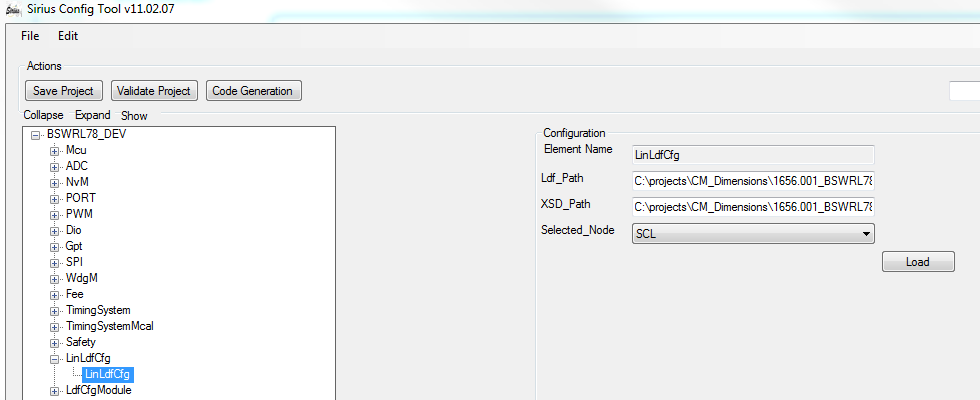 Sirius Sirius Config Tool v11.02.07
File Edit
Actions
Save Project Validate Project Code Generation
Collapse Expand Show
BSWRL78_DEV
Mcu
ADC
NvM
PORT
PWM
Dio
Gpt
SPI
WdgM
Fee
TimingSystem
TimingSystemMcal
Safety
LinLdfCfg
LinLdfCfg
LdfCfgModule
Configuration
Element Name LinLdfCfg
Ldf_Path C:\projects\CM_Dimensions\1656.001_BSWRL78
XSD_Path C:\projects\CM_Dimensions\1656.001_BSWRL78
Selected_Node SCL
Load